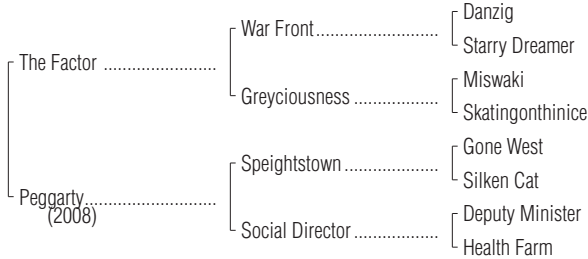 Danzig
War Front
Starry Dreamer
The Factor
Miswaki
Greyciousness
Skatingonthinice
Gone West
Speightstown
Silken Cat
Peggarty
(2008)
Deputy Minister
Social Director
Health Farm